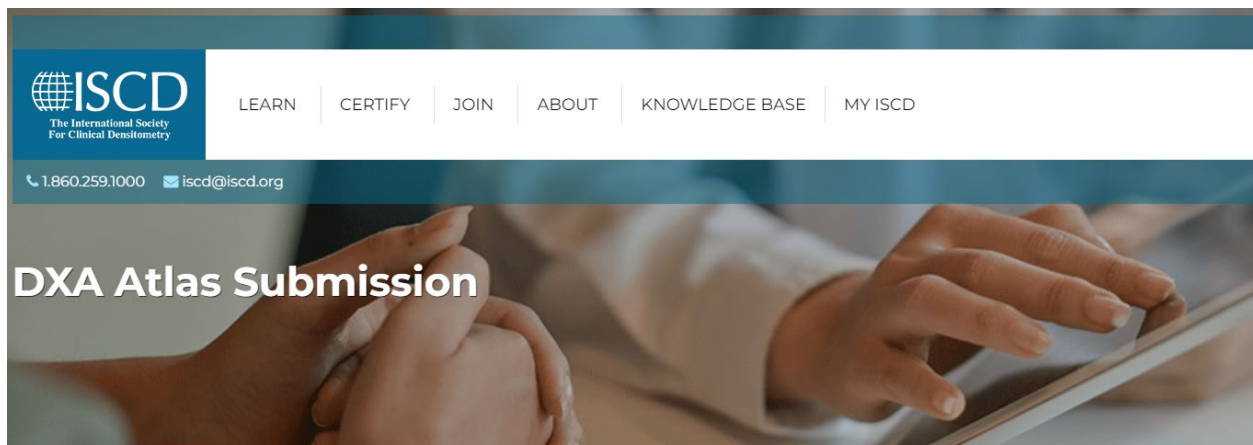 ISCD
The International Society
For Clinical Densitometry
LEARN CERTIFY JOIN ABOUT KNOWLEDGE BASE MY ISCD
1.860.259.1000 iscd@iscd.org
DXA Atlas Submission